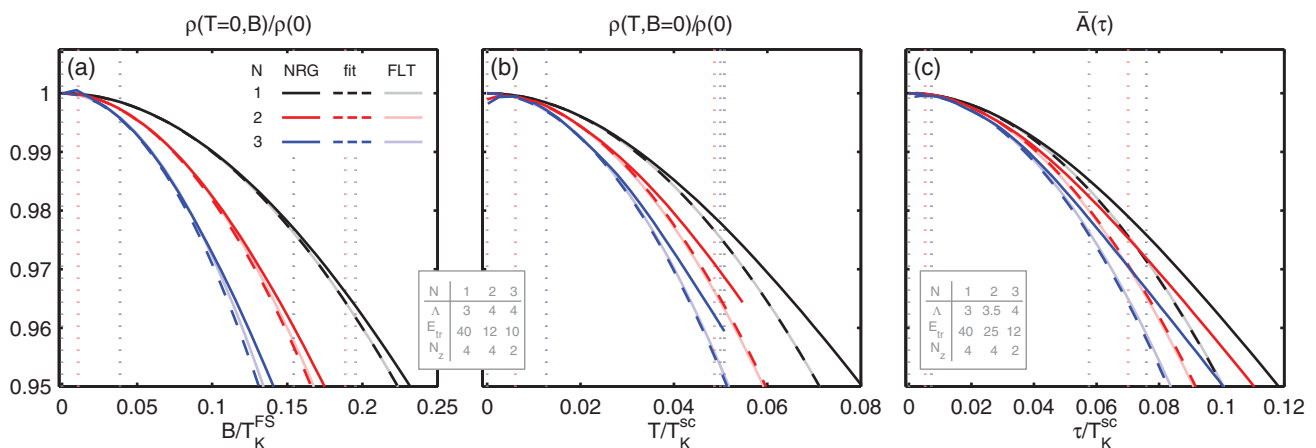 ρ(T=0,B)/ρ(0)
ρ(T,B=0)/ρ(0)
Ā(τ)
(a)
N NRG fit FLT
1
2
3
(b)
(c)
1
0.99
0.98
0.97
0.96
0.95
N 1 2 3
Λ 3 4 4
E_tr 40 12 10
N_z 4 4 2
N 1 2 3
Λ 3 3.5 4
E_tr 40 25 12
N_z 4 4 2
0 0.05 0.1 0.15 0.2 0.25
0 0.02 0.04 0.06 0.08
0 0.02 0.04 0.06 0.08 0.1 0.12
B/T_K^FS
T/T_K^sc
τ/T_K^sc